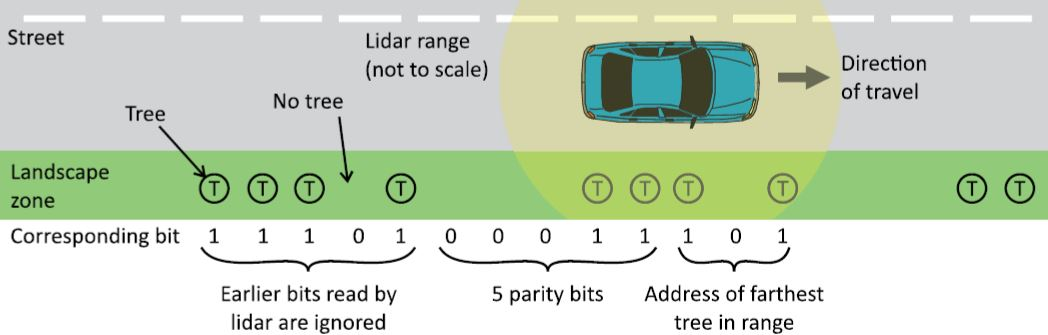 Street
Lidar range
(not to scale)
Direction
of travel
No tree
Tree
Landscape
zone
T T T T T T T T T T
Corresponding bit 1 1 1 0 1 0 0 0 1 1 1 0 1
Earlier bits read by
lidar are ignored
5 parity bits
Address of farthest
tree in range